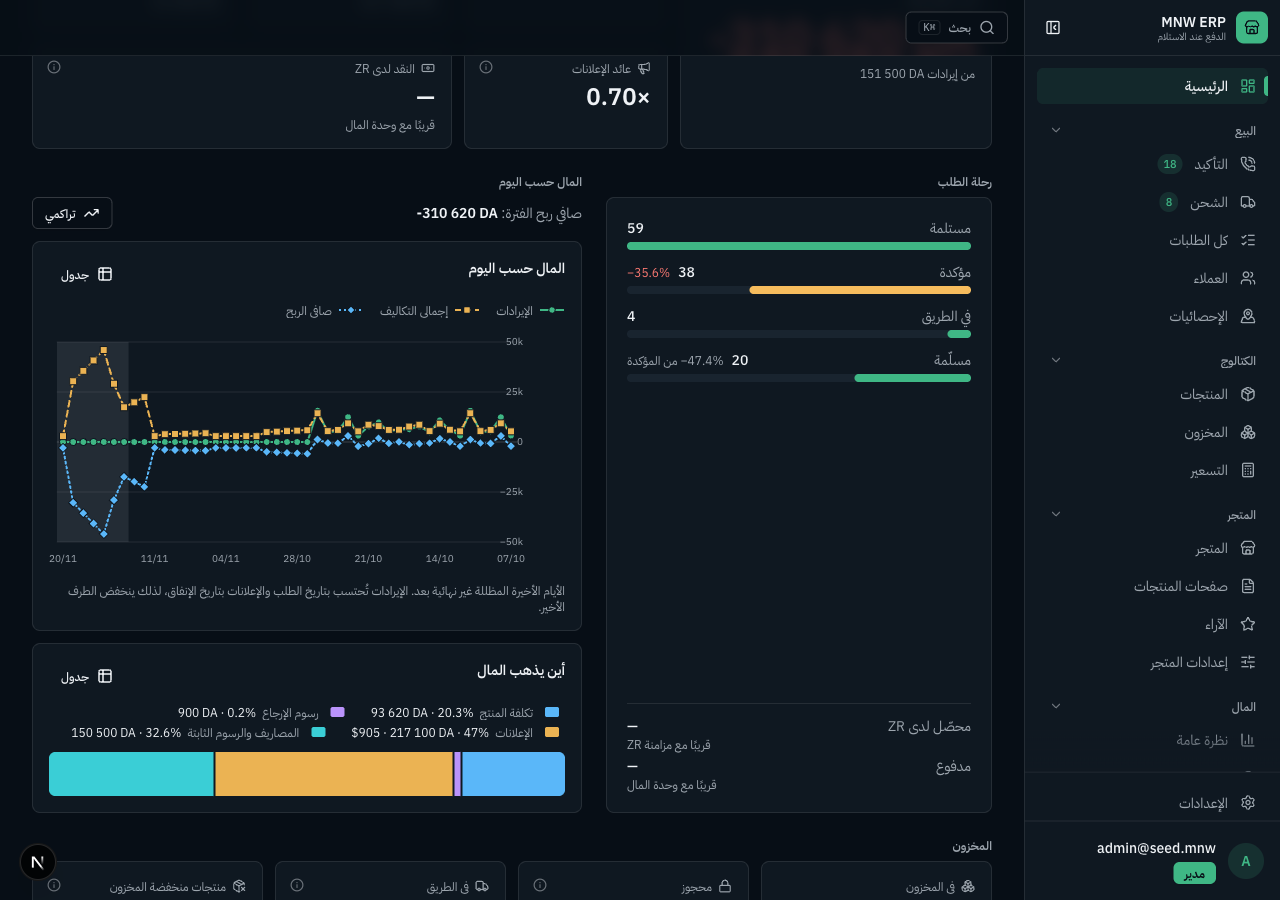 MNW ERP
الدفع عند الاستلام
بحث
⌘K
الرئيسية
البيع
التأكيد 18
الشحن 8
كل الطلبات
العملاء
الإحصائيات
الكتالوج
المنتجات
المخزون
التسعير
المتجر
المتجر
صفحات المنتجات
الآراء
إعدادات المتجر
المال
نظرة عامة
الإعدادات
A
admin@seed.mnw
مدير
من إيرادات 151 500 DA
عائد الإعلانات
0.70×
النقد لدى ZR
—
قريبًا مع وحدة المال
رحلة الطلب
مستلمة 59
مؤكدة 38 −35.6%
في الطريق 4
مسلّمة 20 −47.4% من المؤكدة
محصّل لدى ZR —
قريبًا مع مزامنة ZR
مدفوع —
قريبًا مع وحدة المال
المال حسب اليوم
صافي ربح الفترة: -310 620 DA
تراكمي
المال حسب اليوم
جدول
الإيرادات
إجمالي التكاليف
صافي الربح
50k
25k
0
−25k
−50k
07/10
14/10
21/10
28/10
04/11
11/11
20/11
الأيام الأخيرة المظللة غير نهائية بعد. الإيرادات تُحتسب بتاريخ الطلب والإعلانات بتاريخ الإنفاق، لذلك ينخفض الطرف
الأخير.
أين يذهب المال
جدول
تكلفة المنتج 93 620 DA · 20.3%
رسوم الإرجاع 900 DA · 0.2%
الإعلانات $905 · 217 100 DA · 47%
المصاريف والرسوم الثابتة 150 500 DA · 32.6%
المخزون
في المخزون
محجوز
في الطريق
منتجات منخفضة المخزون
N